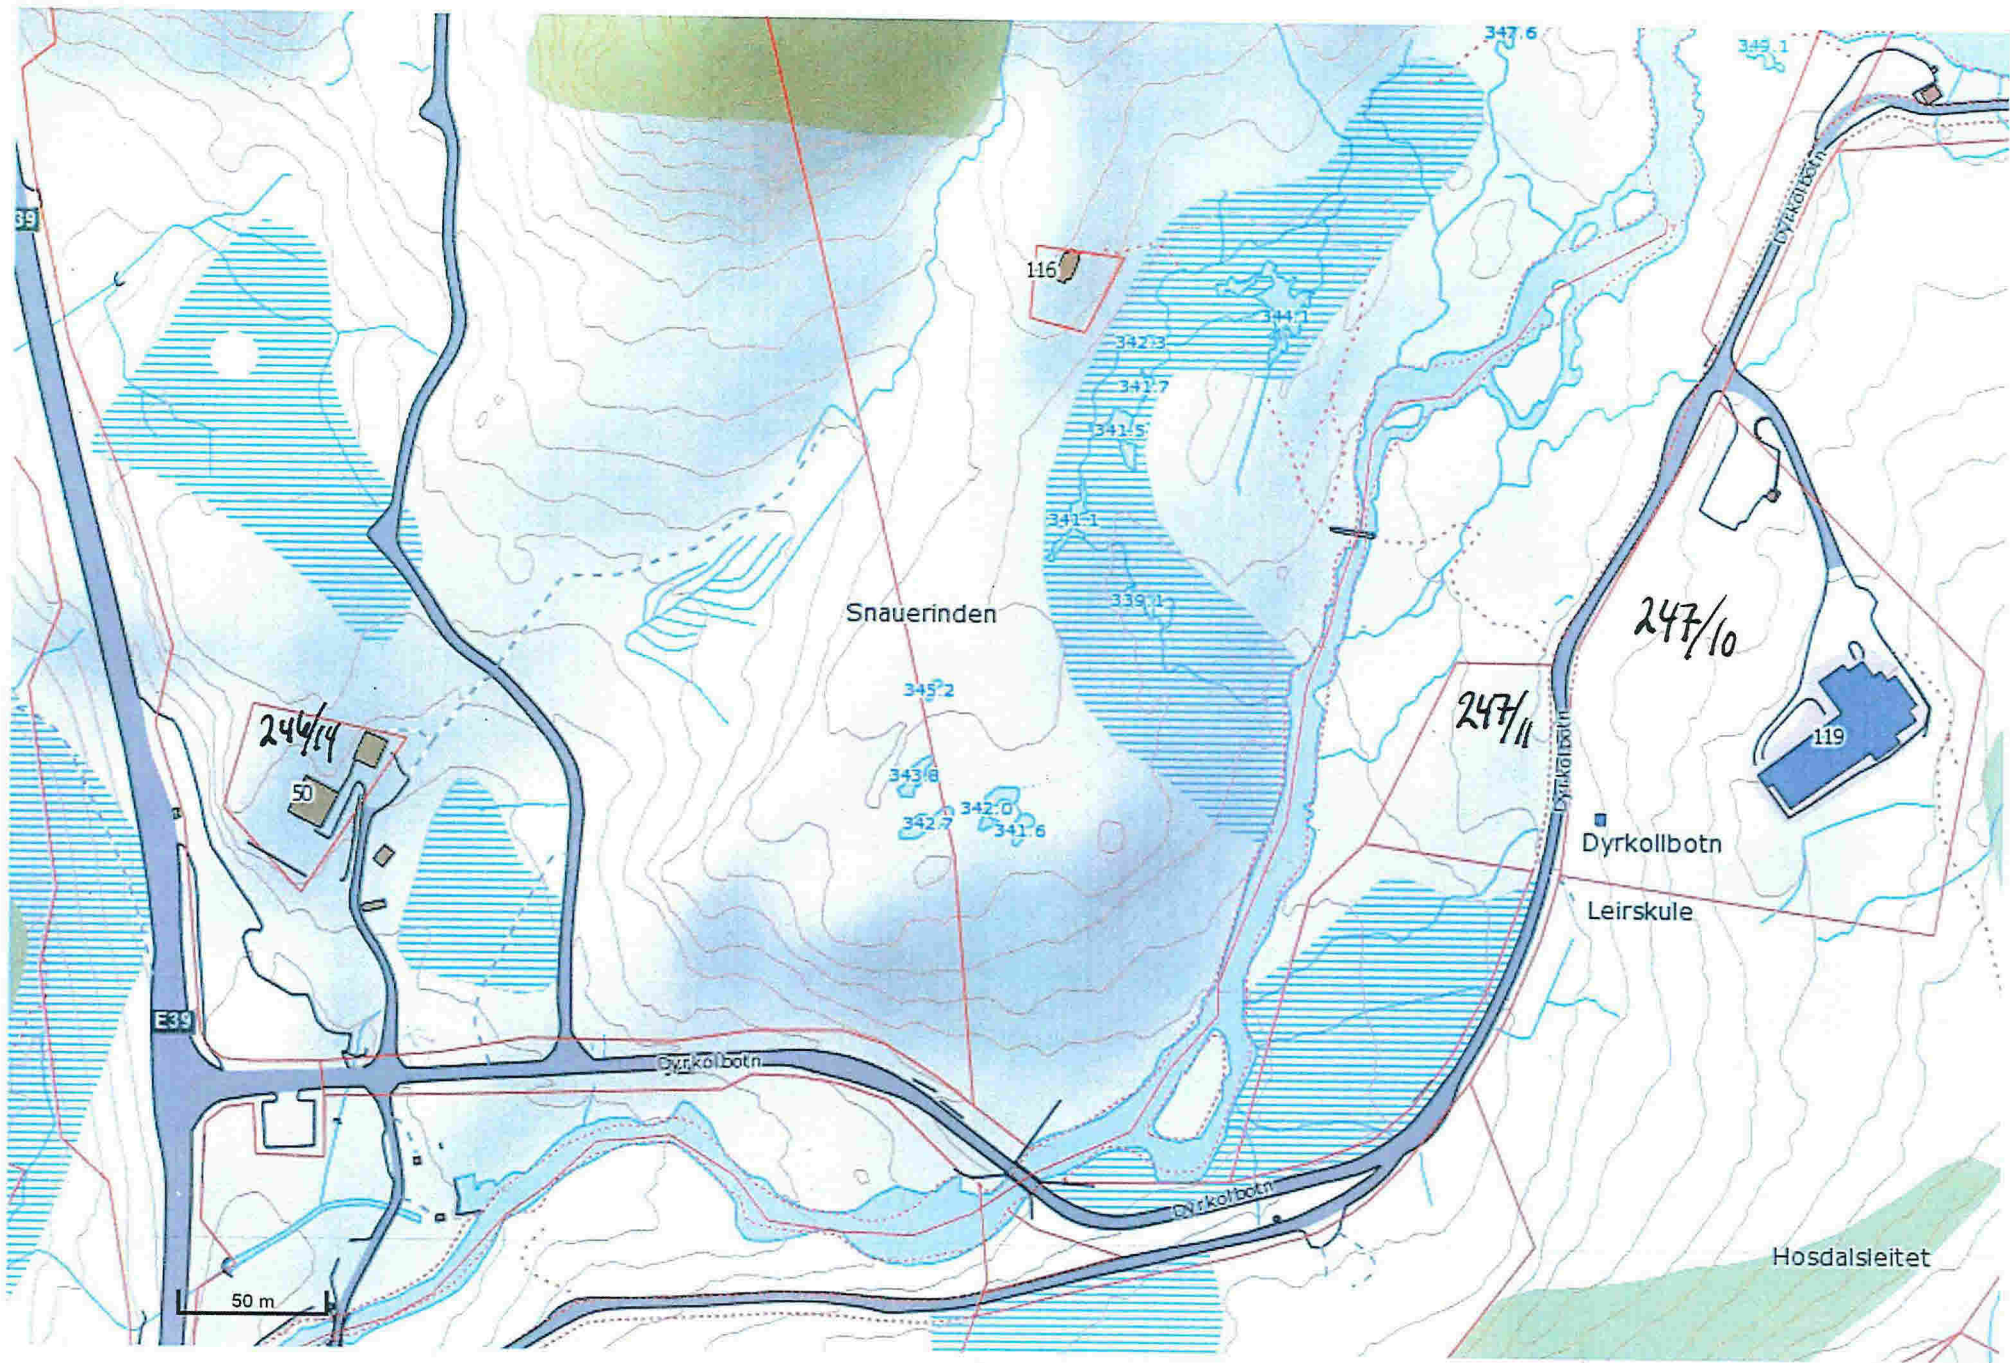 347.6
349.1
39
Dyrkolbotn
116
344.1
342.3
341.7
341.5
341.1
339.1
Snauerinden
247/10
345.2
247/11
246/14
Dyrkolbotn
119
50
343.8
342.0
342.7
341.6
Dyrkollbotn
Leirskule
E39
Dyrkolbotn
Dyrkolbotn
Hosdalsleitet
50 m